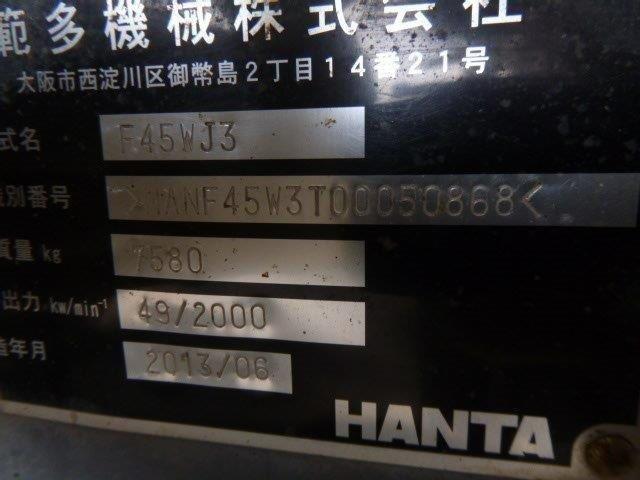 範多機械株式会社
大阪市西淀川区御幣島2丁目14番21号
式名 F45WJ3
別番号 >HANF45W3T00050868<
質量 kg 7580
出力 kw/min⁻¹ 49/2000
年月 2013/06
HANTA